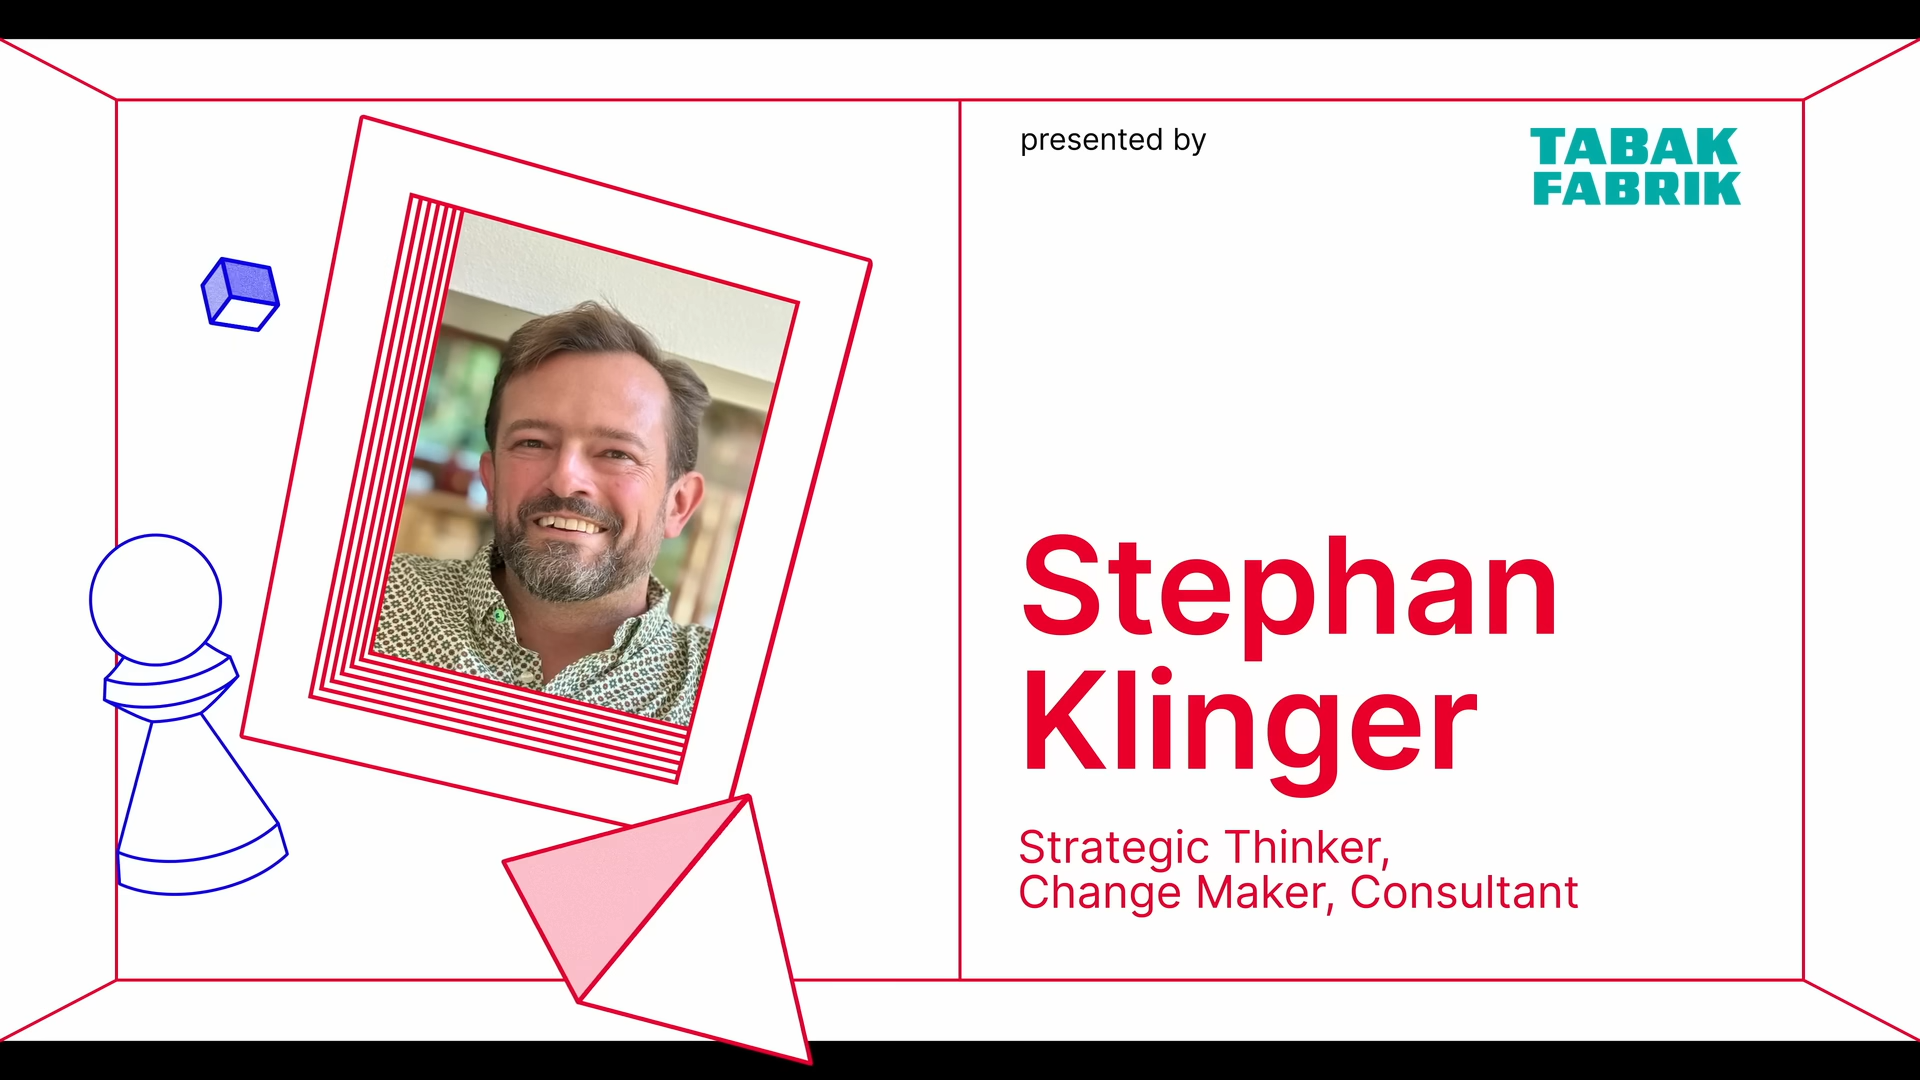 presented by
TABAK
FABRIK
Stephan
Klinger
Strategic Thinker,
Change Maker, Consultant